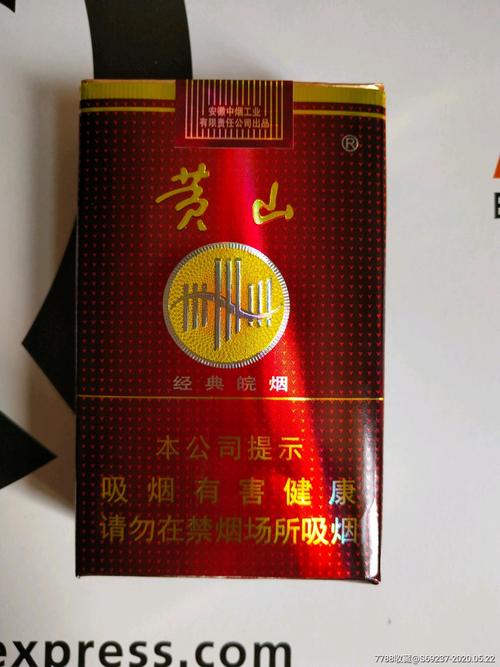 安徽中烟工业
有限责任公司出品
®
黄山
经典皖烟
本公司提示
吸烟有害健康
请勿在禁烟场所吸烟
express.com
7788收藏@S69237-2020.05.22